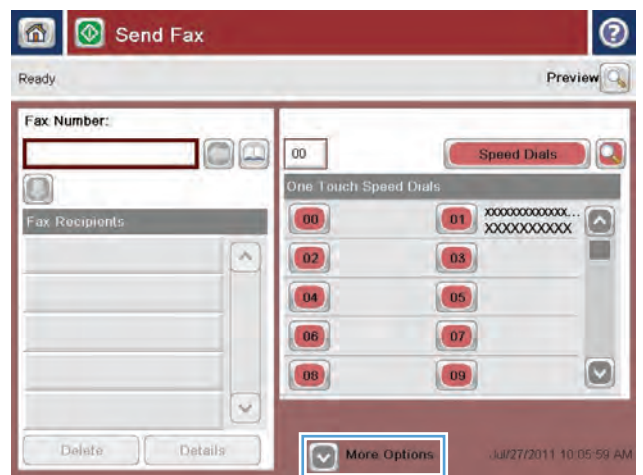 Send Fax
Ready
Preview
Fax Number:
00
Speed Dials
One Touch Speed Dials
Fax Recipients
00
01 XXXXXXXXXXXXX...
XXXXXXXXXX
02
03
04
05
06
07
08
09
Delete
Details
More Options
Jul/27/2011 10:05:59 AM